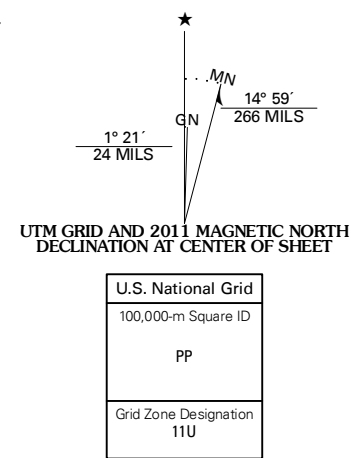 MN
GN
14° 59´
266 MILS
1° 21´
24 MILS
UTM GRID AND 2011 MAGNETIC NORTH
DECLINATION AT CENTER OF SHEET
U.S. National Grid
100,000-m Square ID
PP
Grid Zone Designation
11U